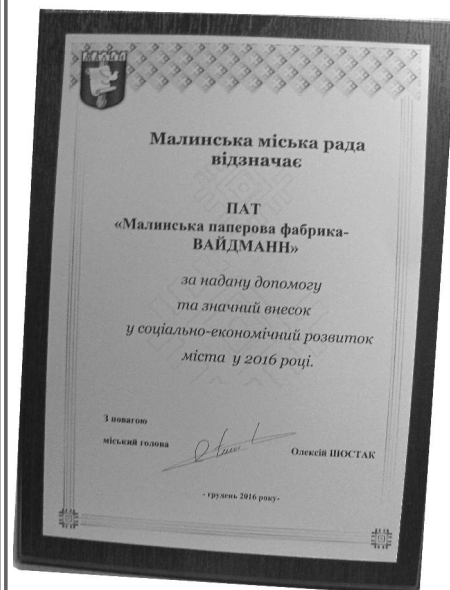 Малинська міська рада
відзначає
ПАТ
«Малинська паперова фабрика-
ВАЙДМАНН»
за надану допомогу
та значний внесок
у соціально-економічний розвиток
міста у 2016 році.
З повагою
міський голова
Олексій ШОСТАК
- грудень 2016 року-